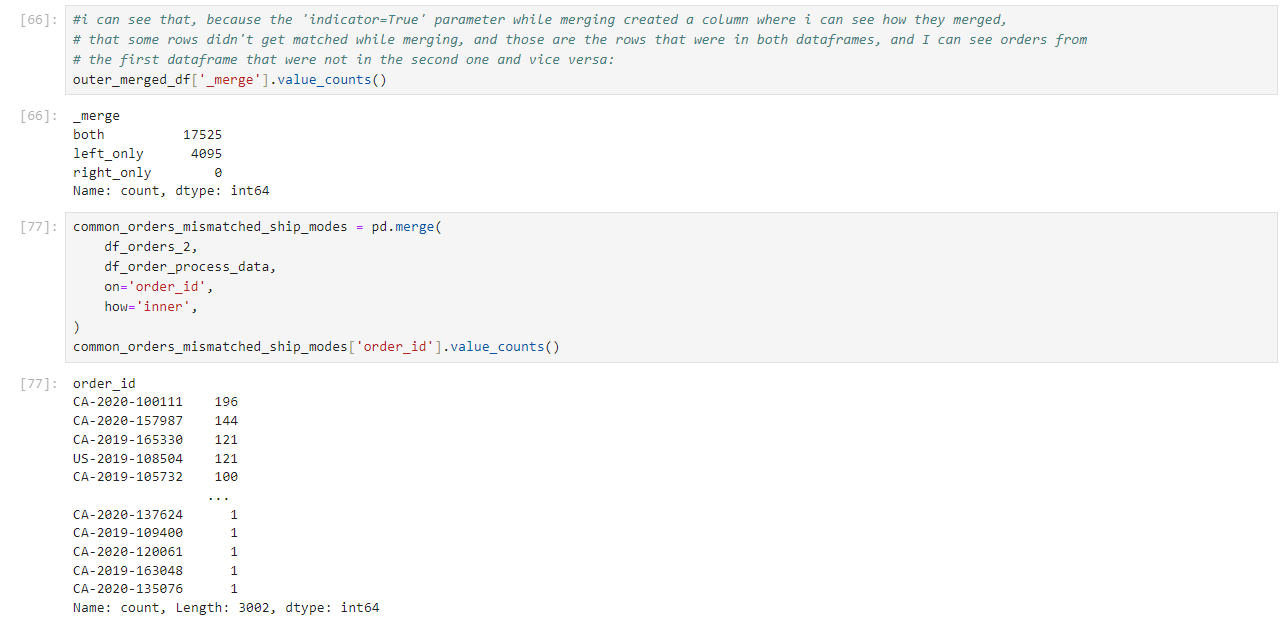 [66]: #i can see that, because the 'indicator=True' parameter while merging created a column where i can see how they merged,
# that some rows didn't get matched while merging, and those are the rows that were in both dataframes, and I can see orders from
# the first dataframe that were not in the second one and vice versa:
outer_merged_df['_merge'].value_counts()
[66]: _merge
both 17525
left_only 4095
right_only 0
Name: count, dtype: int64
[77]: common_orders_mismatched_ship_modes = pd.merge(
df_orders_2,
df_order_process_data,
on='order_id',
how='inner',
)
common_orders_mismatched_ship_modes['order_id'].value_counts()
[77]: order_id
CA-2020-100111 196
CA-2020-157987 144
CA-2019-165330 121
US-2019-108504 121
CA-2019-105732 100
...
CA-2020-137624 1
CA-2019-109400 1
CA-2020-120061 1
CA-2019-163048 1
CA-2020-135076 1
Name: count, Length: 3002, dtype: int64